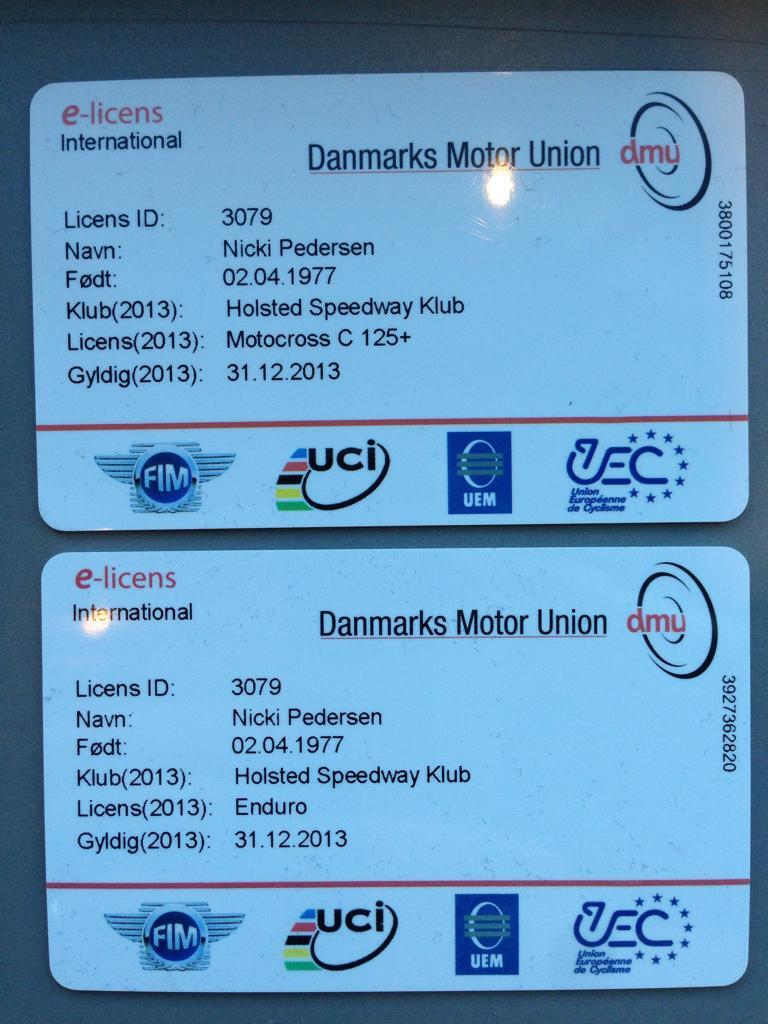 e-licens
International
Danmarks Motor Union dmu
Licens ID: 3079
Navn: Nicki Pedersen
Født: 02.04.1977
Klub(2013): Holsted Speedway Klub
Licens(2013): Motocross C 125+
Gyldig(2013): 31.12.2013
3800175108
FIM
UCi
UEM
UEC
Union
Européenne
de Cyclisme
e-licens
International
Danmarks Motor Union dmu
Licens ID: 3079
Navn: Nicki Pedersen
Født: 02.04.1977
Klub(2013): Holsted Speedway Klub
Licens(2013): Enduro
Gyldig(2013): 31.12.2013
3927362820
FIM
UCi
UEM
UEC
Union
Européenne
de Cyclisme